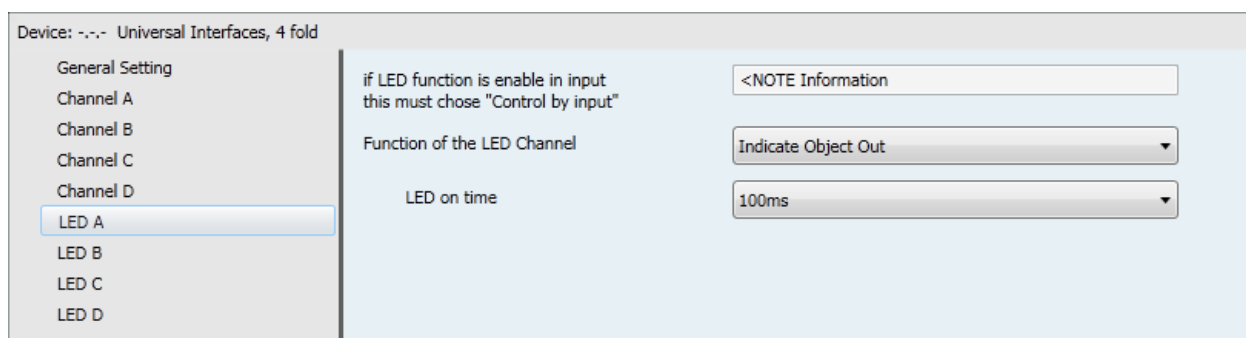 Device: -.-.- Universal Interfaces, 4 fold
General Setting
Channel A
Channel B
Channel C
Channel D
LED A
LED B
LED C
LED D
if LED function is enable in input
this must chose "Control by input"
<NOTE Information
Function of the LED Channel
Indicate Object Out
LED on time
100ms